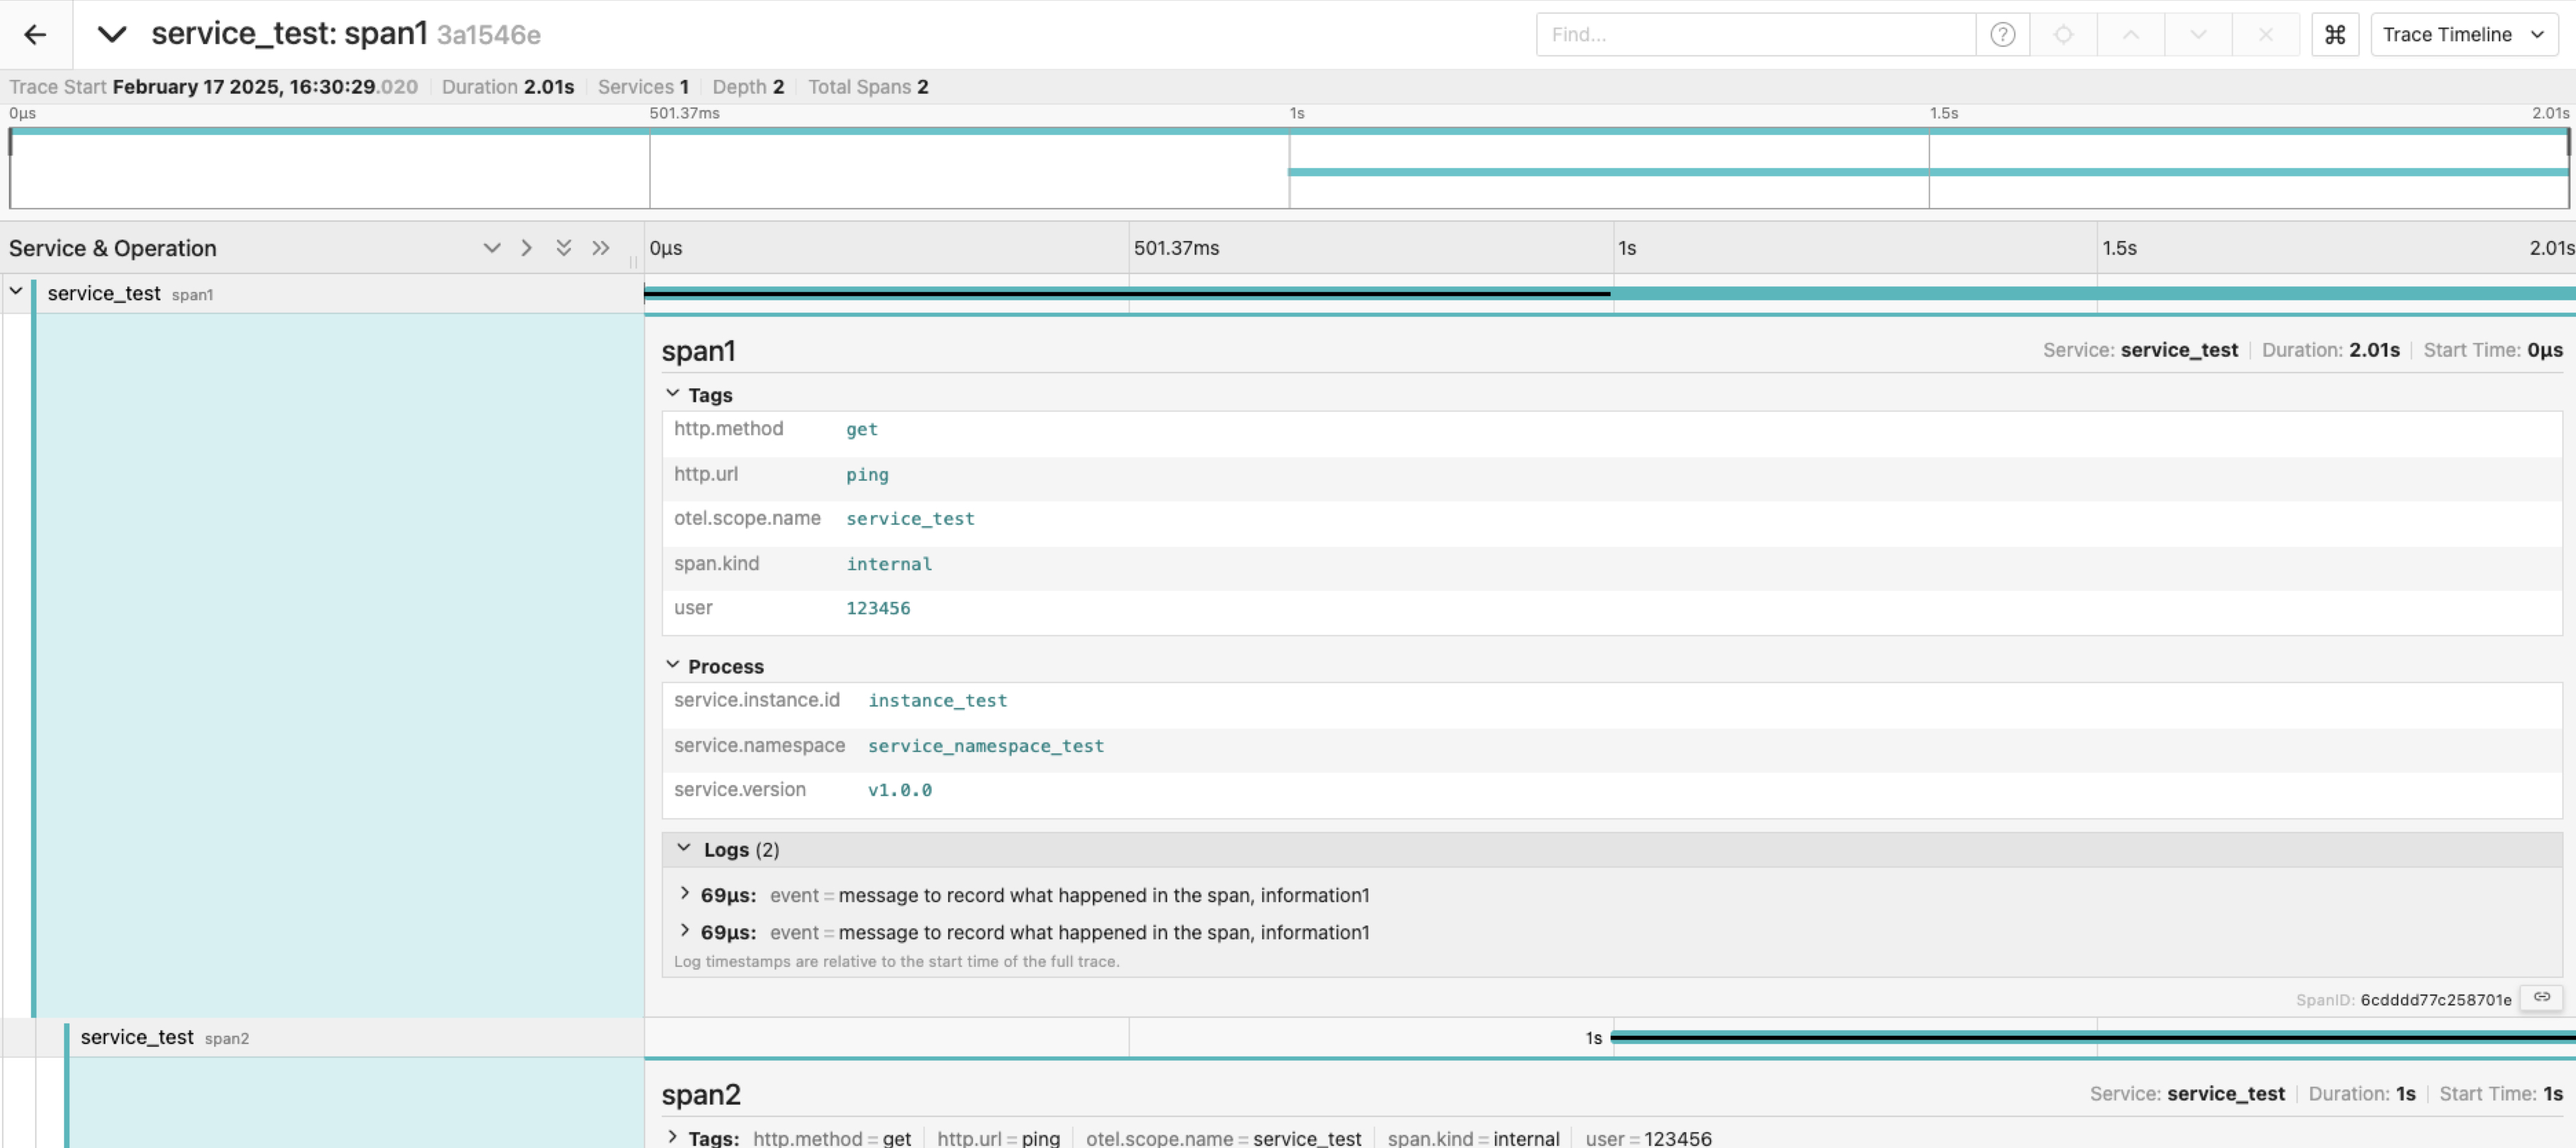 service_test: span1 3a1546e
Find...
Trace Timeline
Trace Start February 17 2025, 16:30:29.020 Duration 2.01s Services 1 Depth 2 Total Spans 2
0μs 501.37ms 1s 1.5s 2.01s
Service & Operation 0μs 501.37ms 1s 1.5s 2.01s
service_test span1
span1 Service: service_test Duration: 2.01s Start Time: 0μs
Tags
http.method get
http.url ping
otel.scope.name service_test
span.kind internal
user 123456
Process
service.instance.id instance_test
service.namespace service_namespace_test
service.version v1.0.0
Logs (2)
69μs: event = message to record what happened in the span, information1
69μs: event = message to record what happened in the span, information1
Log timestamps are relative to the start time of the full trace.
SpanID: 6cdddd77c258701e
service_test span2 1s
span2 Service: service_test Duration: 1s Start Time: 1s
Tags: http.method = get http.url = ping otel.scope.name = service_test span.kind = internal user = 123456